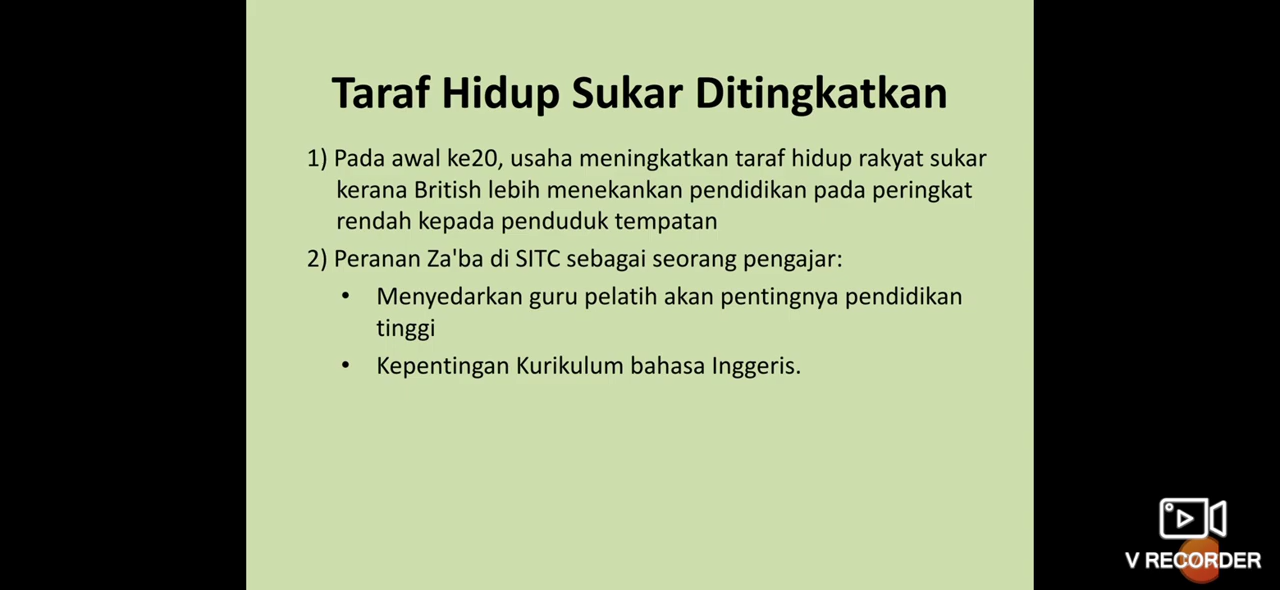 Taraf Hidup Sukar Ditingkatkan
1) Pada awal ke20, usaha meningkatkan taraf hidup rakyat sukar
kerana British lebih menekankan pendidikan pada peringkat
rendah kepada penduduk tempatan
2) Peranan Za'ba di SITC sebagai seorang pengajar:
• Menyedarkan guru pelatih akan pentingnya pendidikan
tinggi
• Kepentingan Kurikulum bahasa Inggeris.
V RECORDER